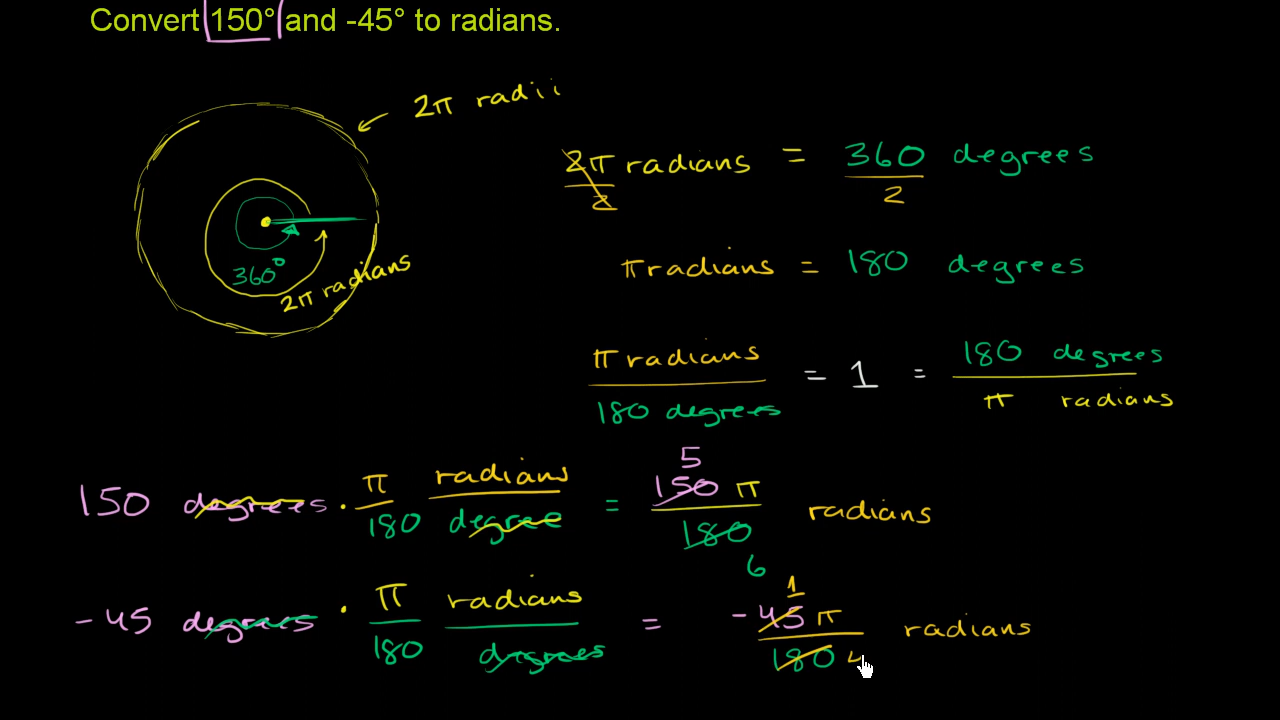 Convert 150° and -45° to radians.
2π radii
360°
2π radians
2π radians = 360 degrees
2 2
π radians = 180 degrees
π radians = 1 = 180 degrees
180 degrees π radians
5
150 degrees · π radians = 150 π radians
180 degree 180
6
1
-45 degrees · π radians = -45 π radians
180 degrees 180 4